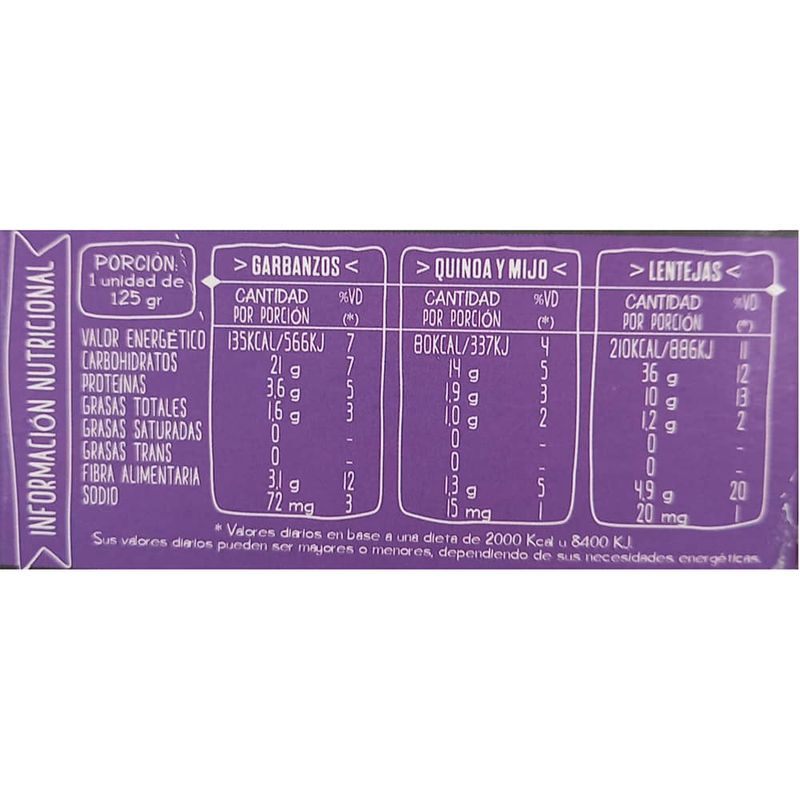 INFORMACIÓN NUTRICIONAL
PORCIÓN:
1 unidad de
125 gr
> GARBANZOS < > QUINOA Y MIJO < > LENTEJAS <
CANTIDAD %VD CANTIDAD %VD CANTIDAD %VD
POR PORCIÓN (*) POR PORCIÓN (*) POR PORCIÓN (*)
VALOR ENERGÉTICO 135KCAL/566KJ 7 80KCAL/337KJ 4 210KCAL/886KJ 11
CARBOHIDRATOS 21 g 7 14 g 5 36 g 12
PROTEINAS 3,6 g 5 1,9 g 3 10 g 13
GRASAS TOTALES 1,6 g 3 1,0 g 2 1,2 g 2
GRASAS SATURADAS 0 - 0 - 0 -
GRASAS TRANS 0 - 0 - 0 -
FIBRA ALIMENTARIA 3,1 g 12 1,3 g 5 4,9 g 20
SODIO 72 mg 3 15 mg 1 20 mg 1
* Valores diarios en base a una dieta de 2000 Kcal u 8400 KJ.
Sus valores diarios pueden ser mayores o menores, dependiendo de sus necesidades energéticas.